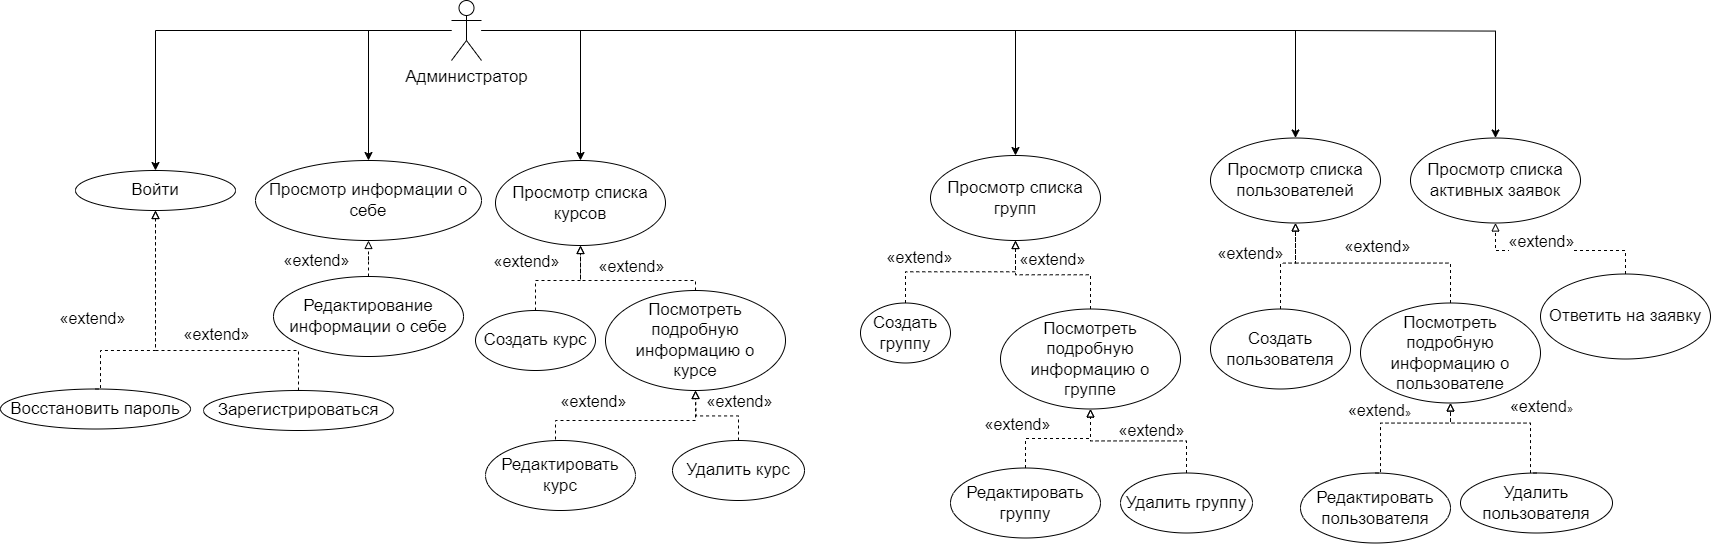 Администратор
Войти
Просмотр информации о
себе
Просмотр списка
курсов
Просмотр списка
групп
Просмотр списка
пользователей
Просмотр списка
активных заявок
«extend»
«extend»
«extend»
«extend»
«extend»
«extend»
«extend»
«extend»
«extend»
«extend»
«extend»
Редактирование
информации о себе
Создать курс
Посмотреть
подробную
информацию о
курсе
Создать
группу
Посмотреть
подробную
информацию о
группе
Создать
пользователя
Посмотреть
подробную
информацию о
пользователе
Ответить на заявку
Восстановить пароль
Зарегистрироваться
«extend»
«extend»
«extend»
«extend»
«extend»
«extend»
Редактировать
курс
Удалить курс
Редактировать
группу
Удалить группу
Редактировать
пользователя
Удалить
пользователя